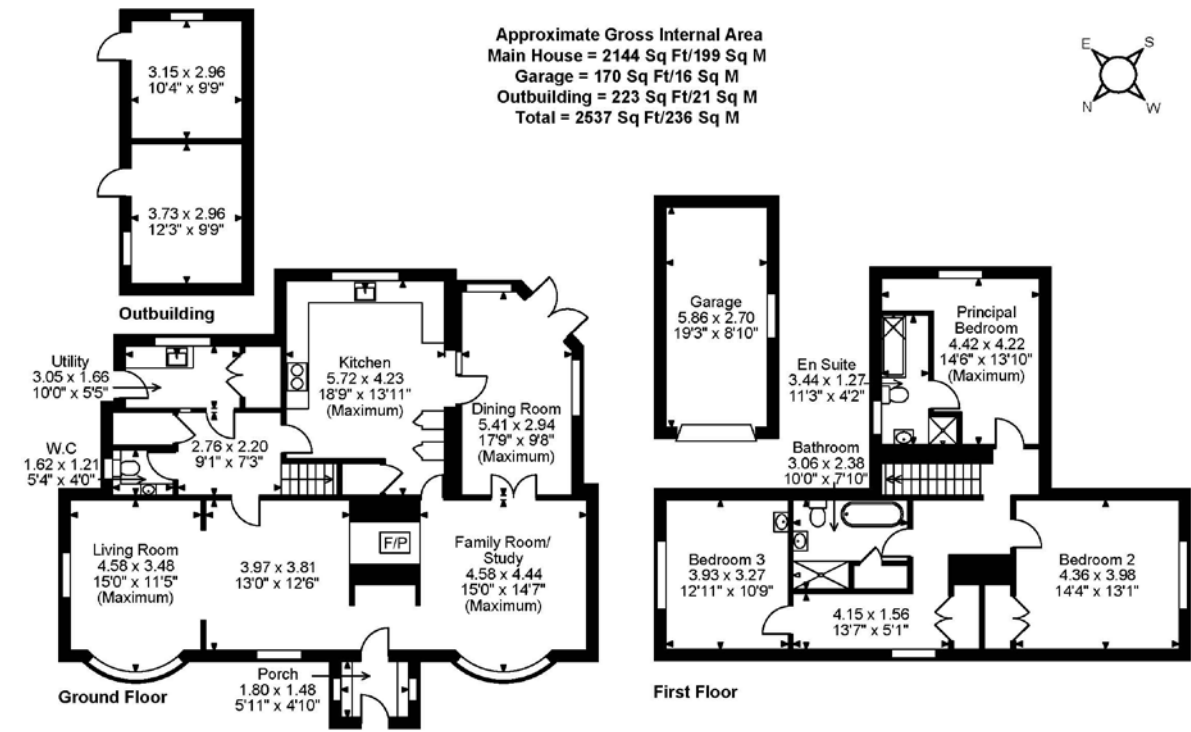 Approximate Gross Internal Area
Main House = 2144 Sq Ft/199 Sq M
Garage = 170 Sq Ft/16 Sq M
Outbuilding = 223 Sq Ft/21 Sq M
Total = 2537 Sq Ft/236 Sq M
E
S
N
W
3.15 x 2.96
10'4" x 9'9"
3.73 x 2.96
12'3" x 9'9"
Outbuilding
Utility
3.05 x 1.66
10'0" x 5'5"
Kitchen
5.72 x 4.23
18'9" x 13'11"
(Maximum)
Dining Room
5.41 x 2.94
17'9" x 9'8"
(Maximum)
W.C
1.62 x 1.21
5'4" x 4'0"
2.76 x 2.20
9'1" x 7'3"
Living Room
4.58 x 3.48
15'0" x 11'5"
(Maximum)
3.97 x 3.81
13'0" x 12'6"
F/P
Family Room/
Study
4.58 x 4.44
15'0" x 14'7"
(Maximum)
Porch
1.80 x 1.48
5'11" x 4'10"
Ground Floor
Garage
5.86 x 2.70
19'3" x 8'10"
Principal
Bedroom
4.42 x 4.22
14'6" x 13'10"
(Maximum)
En Suite
3.44 x 1.27
11'3" x 4'2"
Bathroom
3.06 x 2.38
10'0" x 7'10"
Bedroom 3
3.93 x 3.27
12'11" x 10'9"
4.15 x 1.56
13'7" x 5'1"
Bedroom 2
4.36 x 3.98
14'4" x 13'1"
First Floor